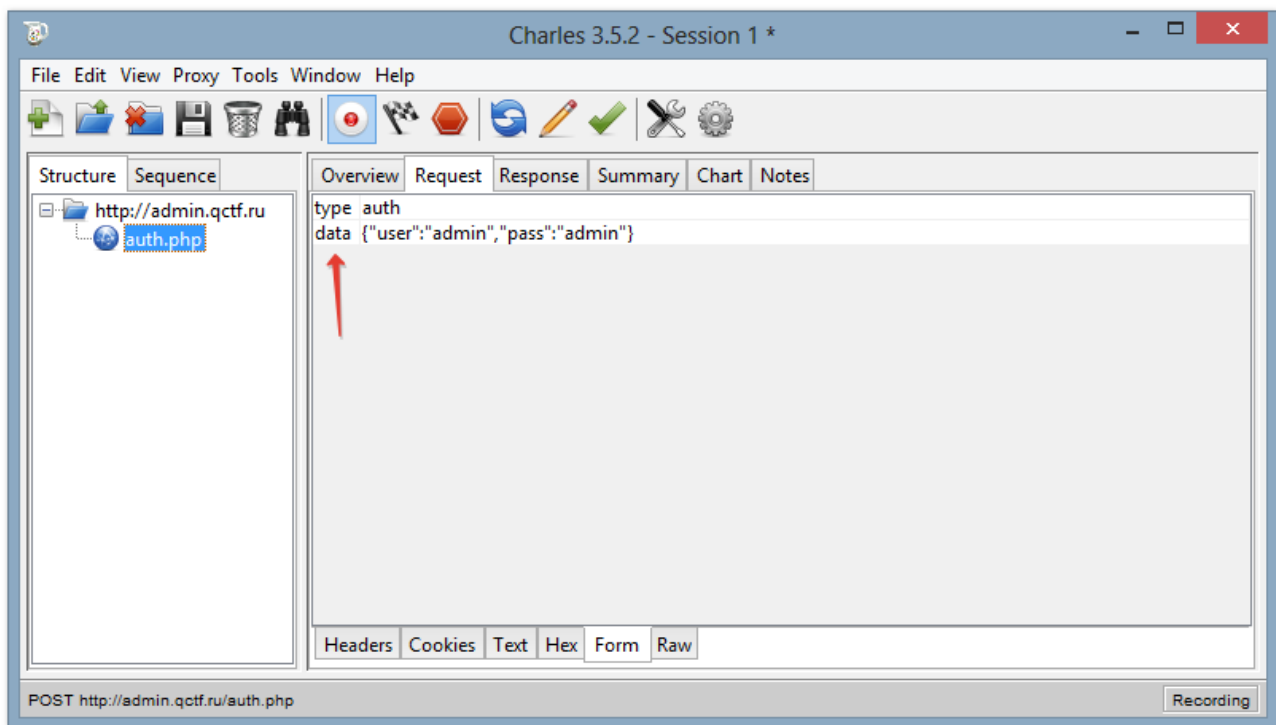 Charles 3.5.2 - Session 1 *
File Edit View Proxy Tools Window Help
Structure Sequence
Overview Request Response Summary Chart Notes
http://admin.qctf.ru
auth.php
type auth
data {"user":"admin","pass":"admin"}
Headers Cookies Text Hex Form Raw
POST http://admin.qctf.ru/auth.php
Recording